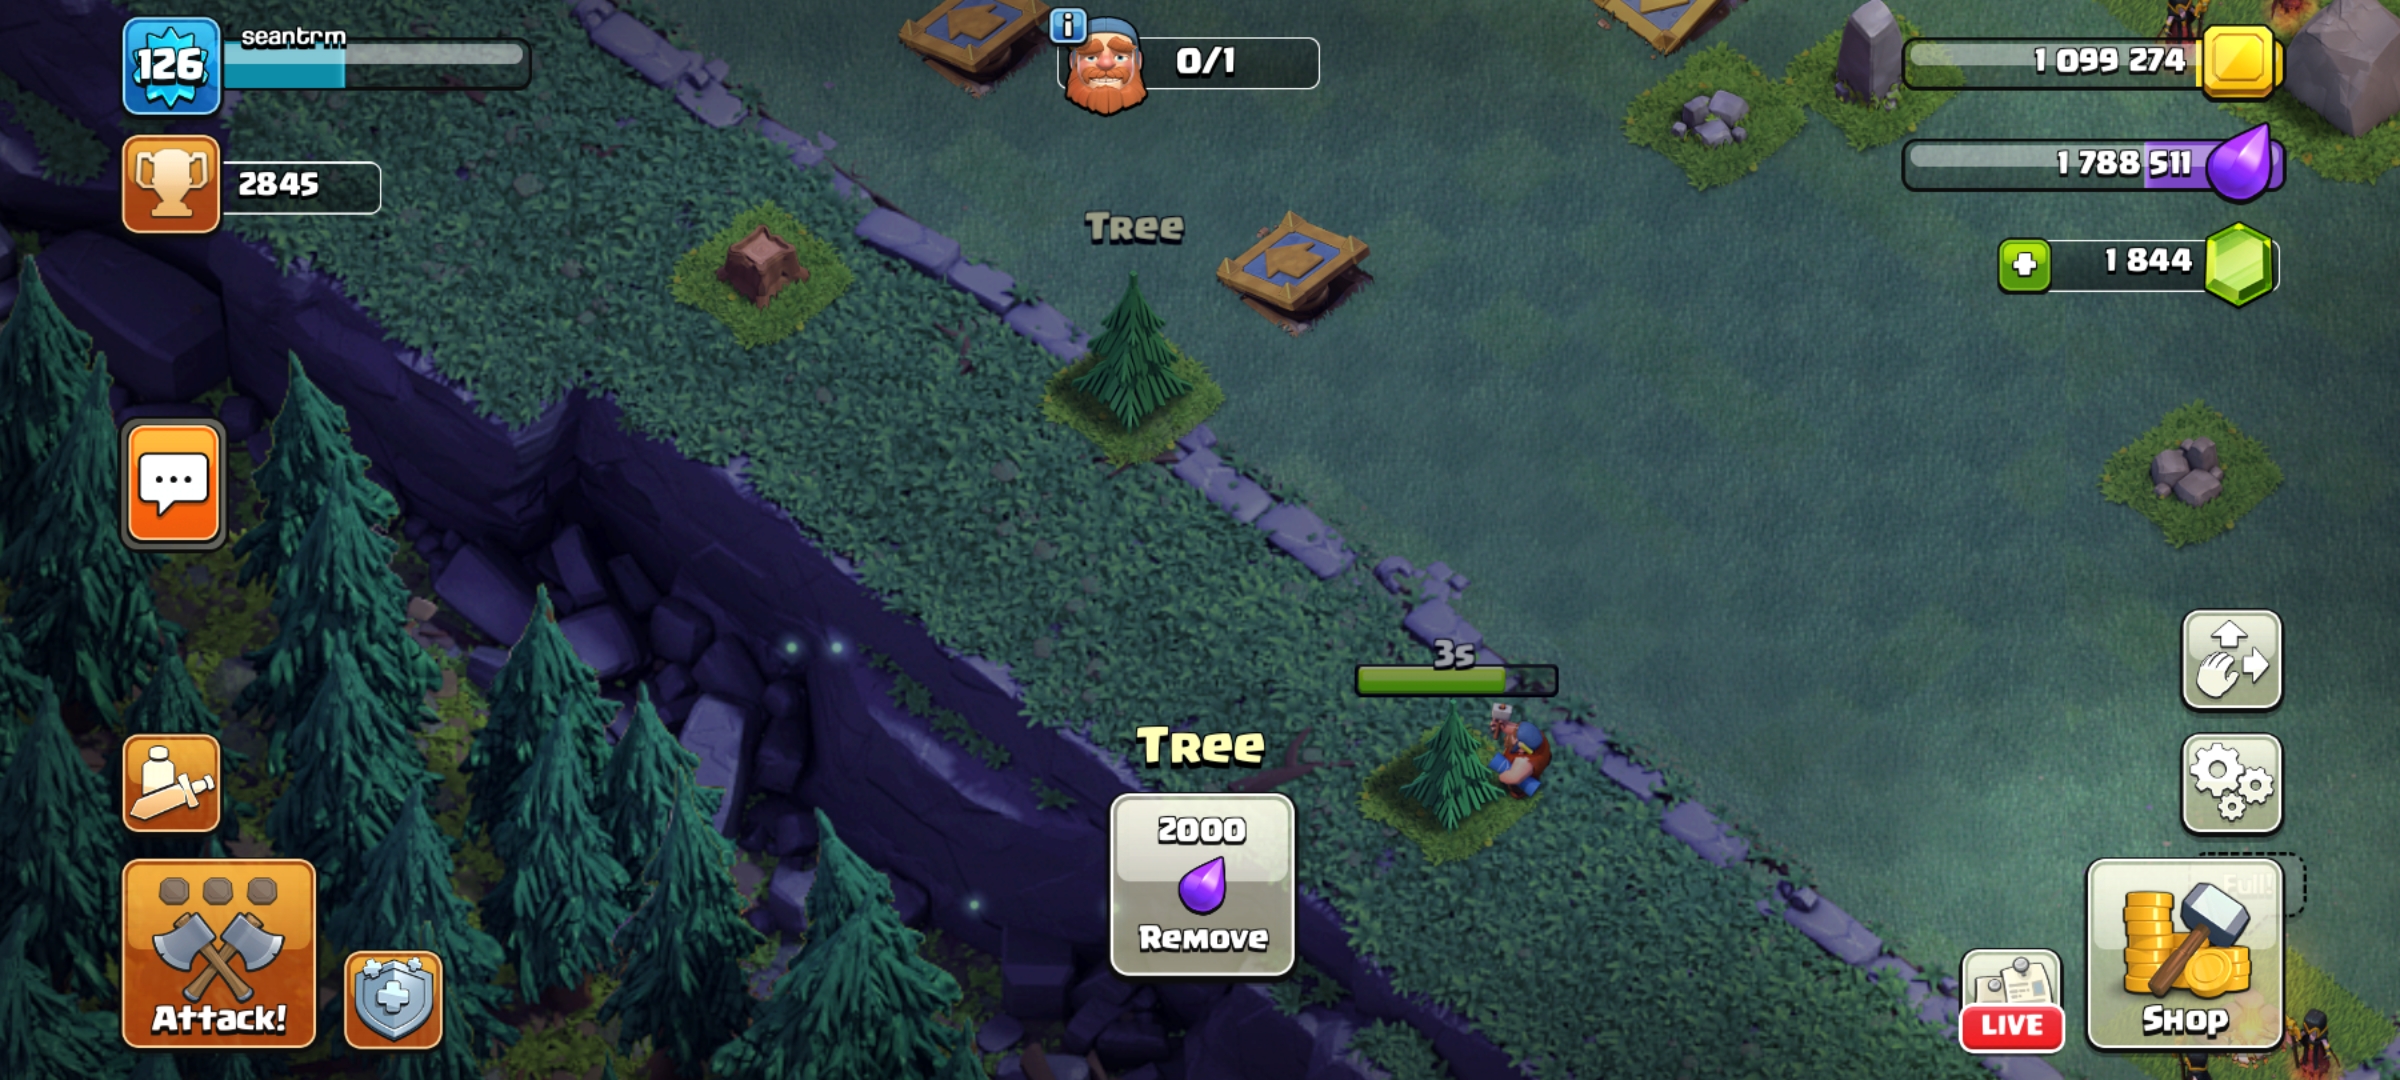 126
seantrm
0/1
1 099 274
2845
1 788 511
Tree
1 844
3s
Tree
2000
Remove
Full!
Attack!
LIVE
Shop